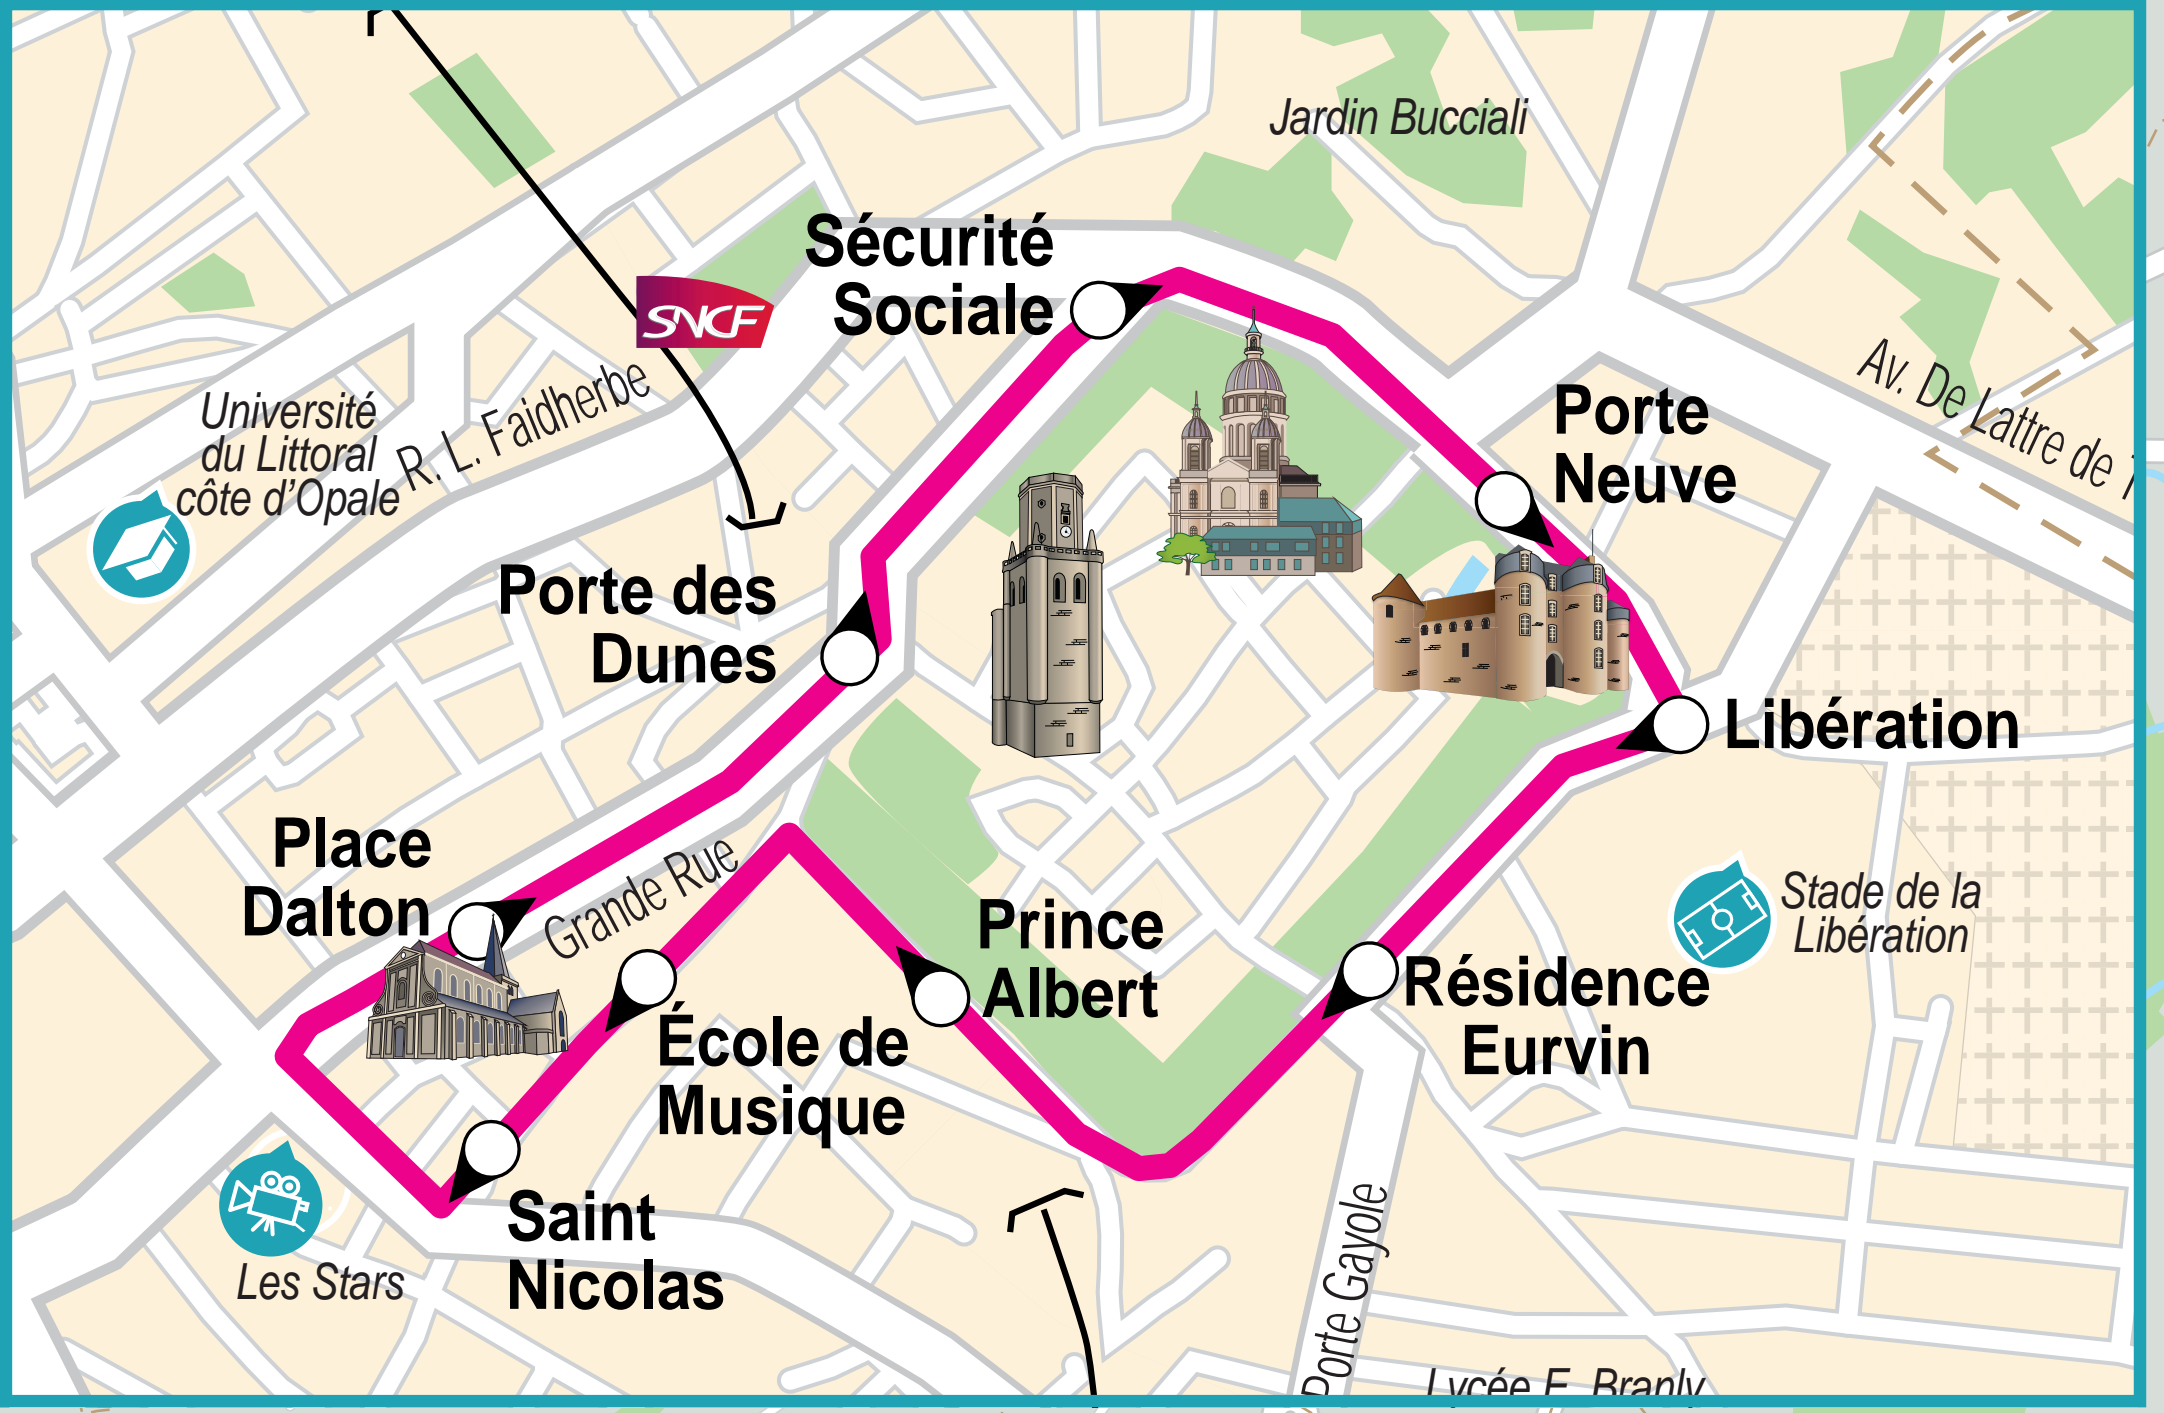 Jardin Bucciali
Sécurité
Sociale
SNCF
Av. De Lattre de T
Université
du Littoral
côte d'Opale
R. L. Faidherbe
Porte
Neuve
Porte des
Dunes
Libération
Place
Dalton
Grande Rue
Stade de la
Libération
Prince
Albert
Résidence
Eurvin
École de
Musique
Saint
Nicolas
Les Stars
Porte Gayole
Lycée E. Branly